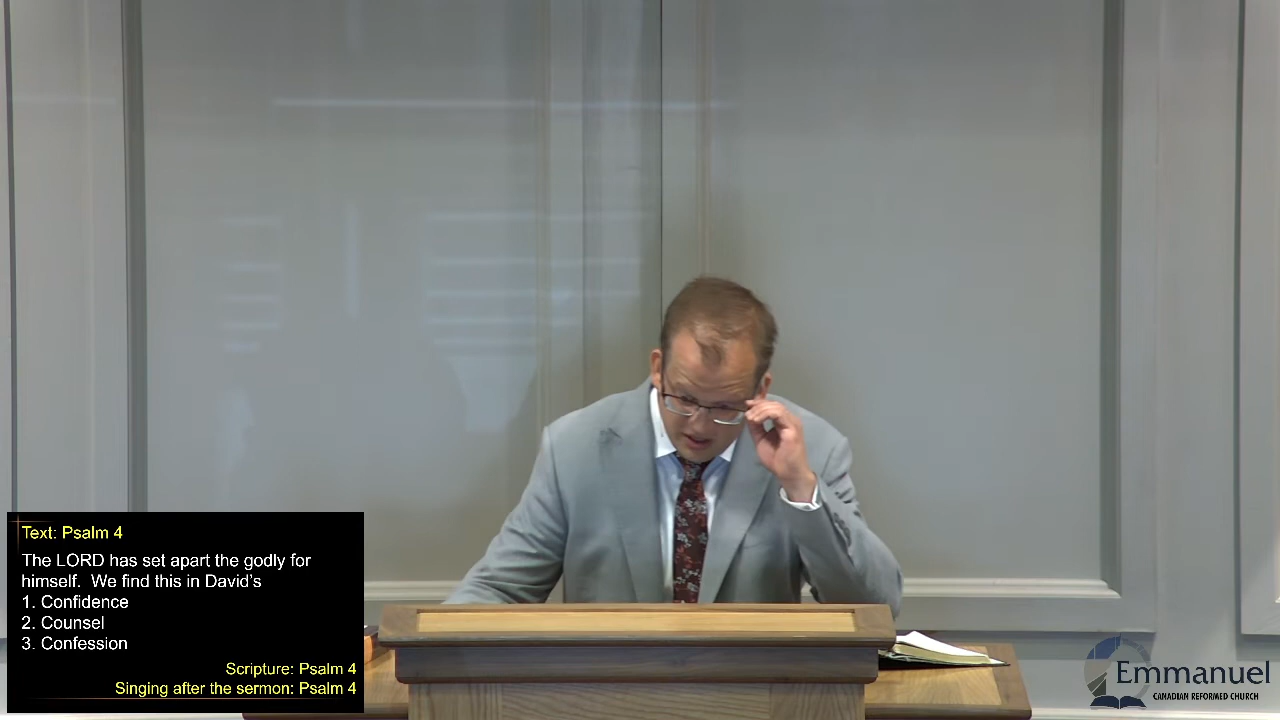 Text: Psalm 4
The LORD has set apart the godly for
himself.  We find this in David's
1. Confidence
2. Counsel
3. Confession
Scripture: Psalm 4
Singing after the sermon: Psalm 4
Emmanuel
CANADIAN REFORMED CHURCH